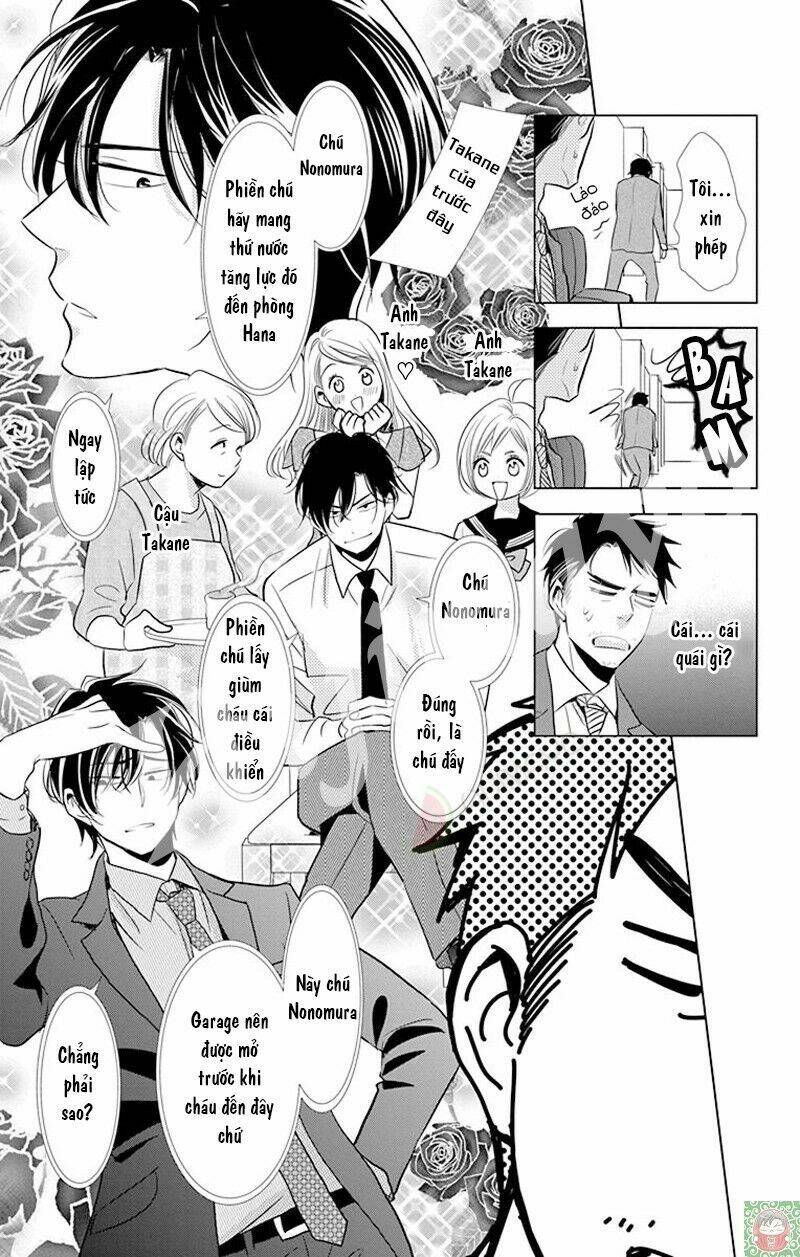 Tôi...
xin
phép
Lảo
đảo
BAM
Cái... cái
quái gì?
Takane
của
trước
đây
Chú
Nonomura
Phiền chú
hãy mang
thứ nước
tăng lực đó
đến phòng
Hana
Anh
Takane
♡
Anh
Takane
Ngay
lập
tức
Cậu
Takane
Chú
Nonomura
Đúng
rồi, là
chú đấy
Phiền
chú lấy
giùm
cháu cái
điều
khiển
Này chú
Nonomura
Garage nên
được mở
trước khi
cháu đến đây
chứ
Chẳng
phải
sao?